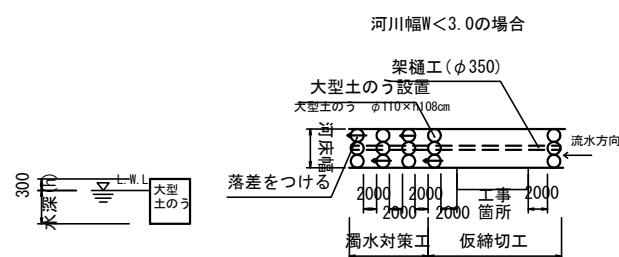 河川幅W<3.0の場合
架樋工(φ350)
大型土のう設置
大型土のう φ110×h108cm
流水方向
河床幅
落差をつける
300
水深(h)
L.W.L
大型
土のう
2000
2000
2000
2000
2000
工事
箇所
濁水対策工
仮締切工